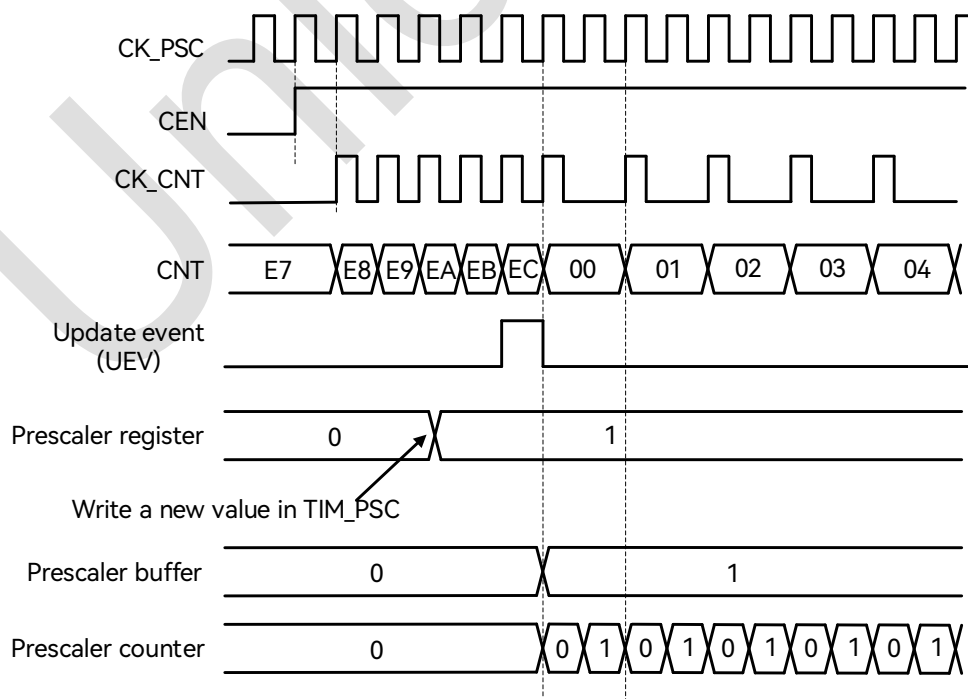 CK_PSC
CEN
CK_CNT
CNT E7 E8 E9 EA EB EC 00 01 02 03 04
Update event
(UEV)
Prescaler register 0 1
Write a new value in TIM_PSC
Prescaler buffer 0 1
Prescaler counter 0 0 1 0 1 0 1 0 1 0 1